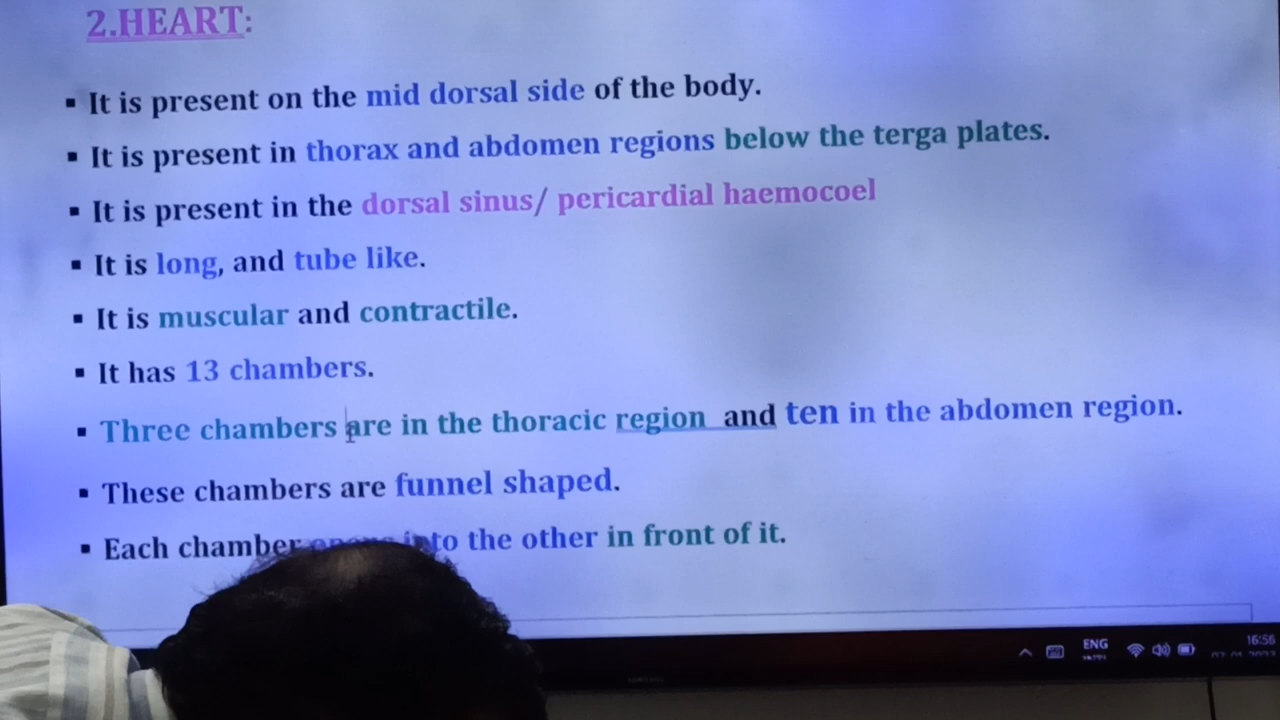 2.HEART:
▪ It is present on the mid dorsal side of the body.
▪ It is present in thorax and abdomen regions below the terga plates.
▪ It is present in the dorsal sinus/ pericardial haemocoel
▪ It is long, and tube like.
▪ It is muscular and contractile.
▪ It has 13 chambers.
▪ Three chambers are in the thoracic region and ten in the abdomen region.
▪ These chambers are funnel shaped.
▪ Each chamber into the other in front of it.
ENG
16:56